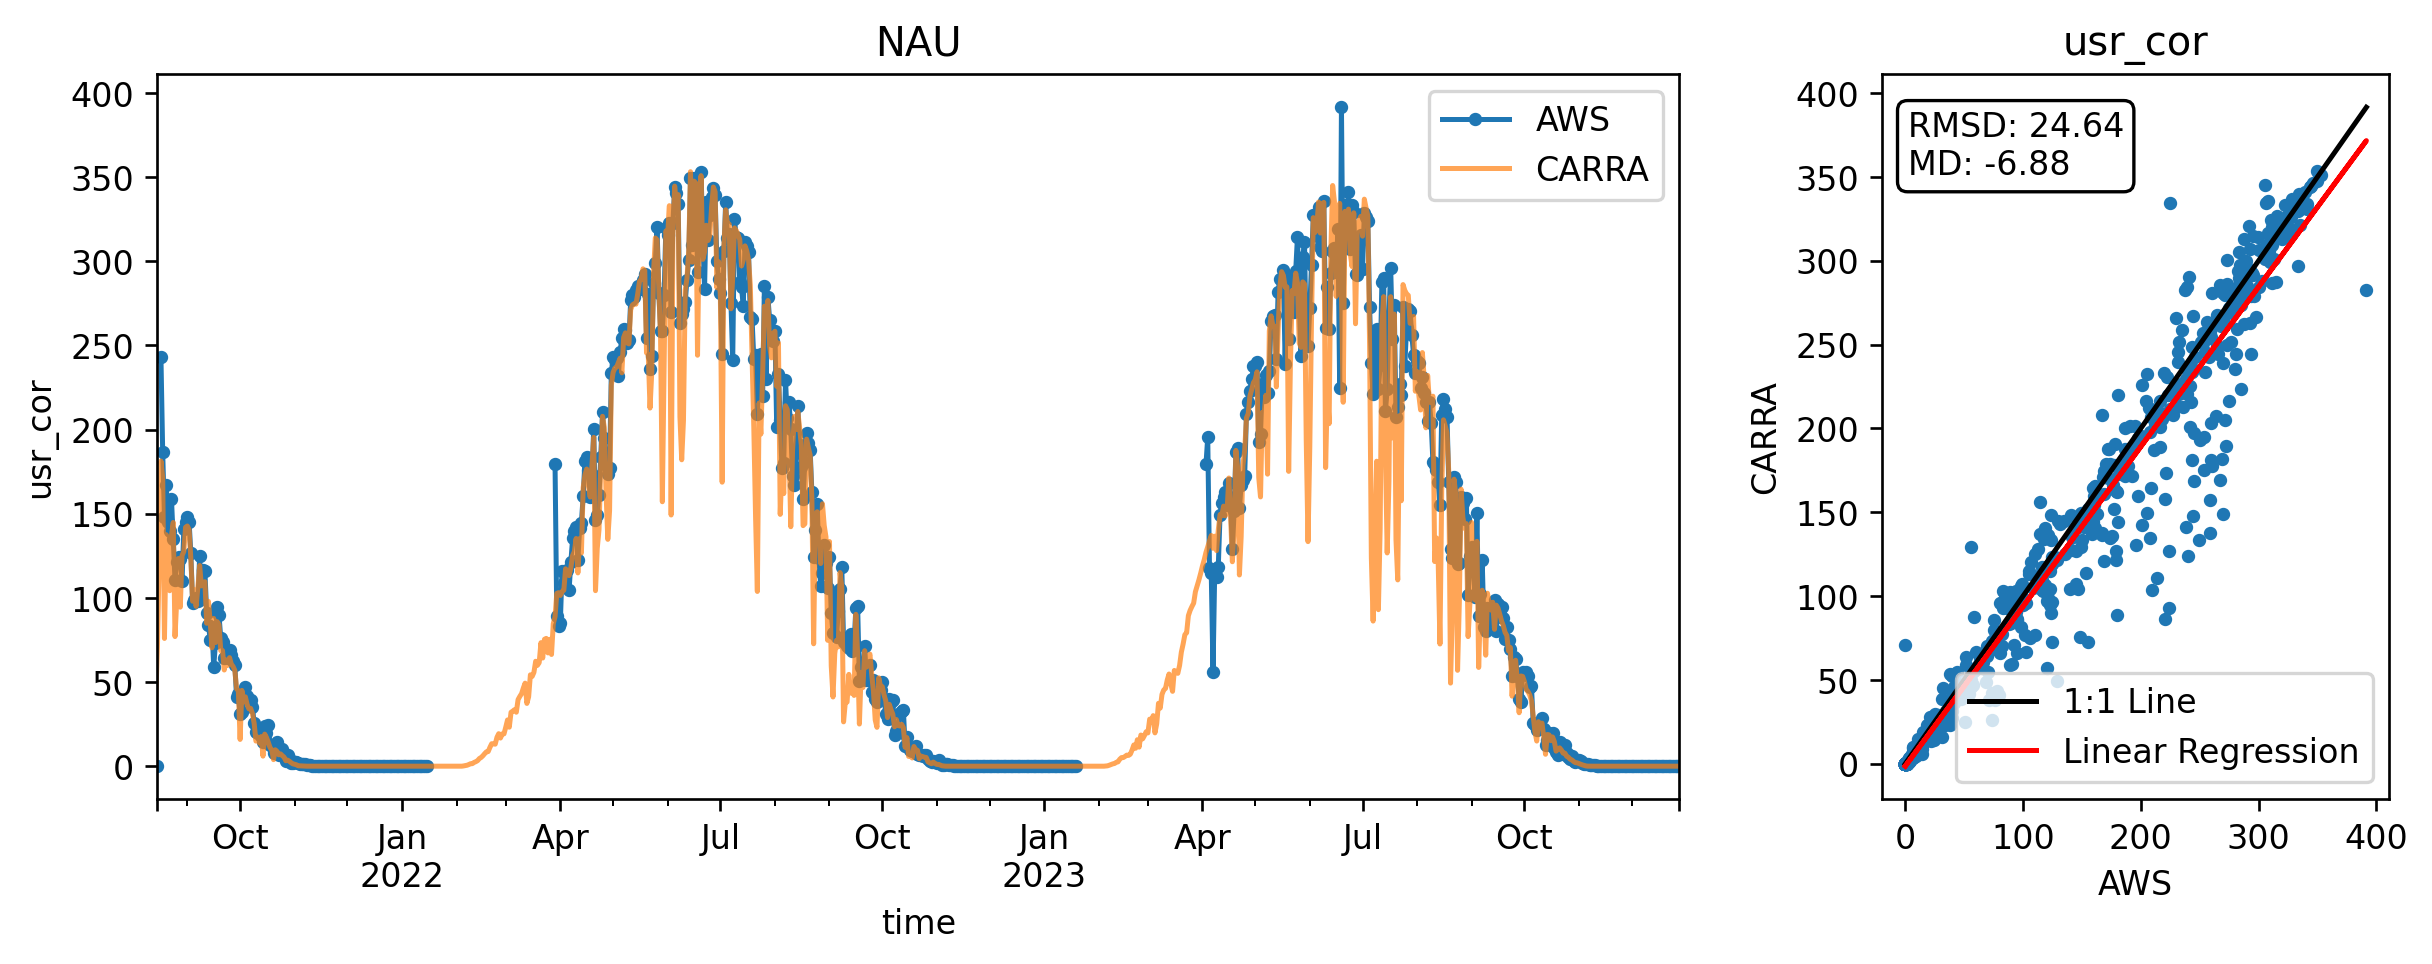 NAU
usr_cor
400
350
300
250
200
150
100
50
0
AWS
CARRA
Oct
Jan
2022
Apr
Jul
Oct
Jan
2023
Apr
Jul
Oct
time
usr_cor
CARRA
400
350
300
250
200
150
100
50
0
RMSD: 24.64
MD: -6.88
1:1 Line
Linear Regression
0 100 200 300 400
AWS